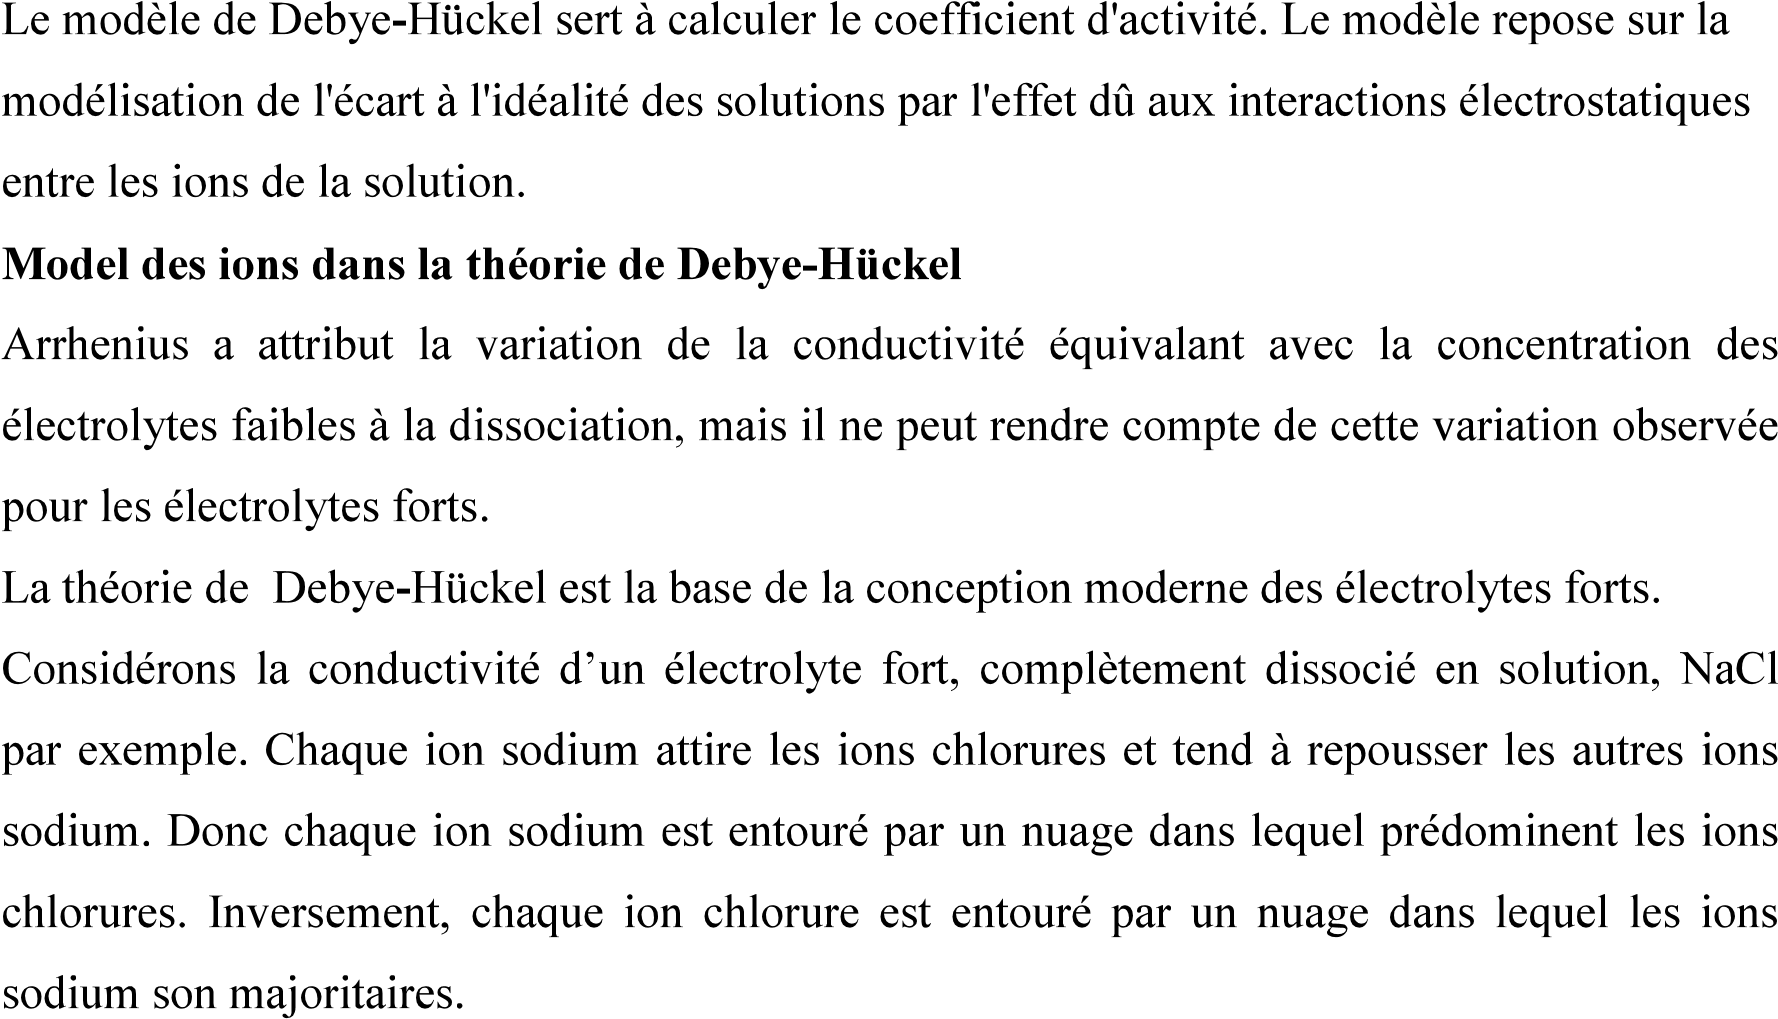 Le modèle de Debye-Hückel sert à calculer le coefficient d'activité. Le modèle repose sur la
modélisation de l'écart à l'idéalité des solutions par l'effet dû aux interactions électrostatiques
entre les ions de la solution.
Model des ions dans la théorie de Debye-Hückel
Arrhenius a attribut la variation de la conductivité équivalant avec la concentration des
électrolytes faibles à la dissociation, mais il ne peut rendre compte de cette variation observée
pour les électrolytes forts.
La théorie de  Debye-Hückel est la base de la conception moderne des électrolytes forts.
Considérons la conductivité d’un électrolyte fort, complètement dissocié en solution, NaCl
par exemple. Chaque ion sodium attire les ions chlorures et tend à repousser les autres ions
sodium. Donc chaque ion sodium est entouré par un nuage dans lequel prédominent les ions
chlorures. Inversement, chaque ion chlorure est entouré par un nuage dans lequel les ions
sodium son majoritaires.